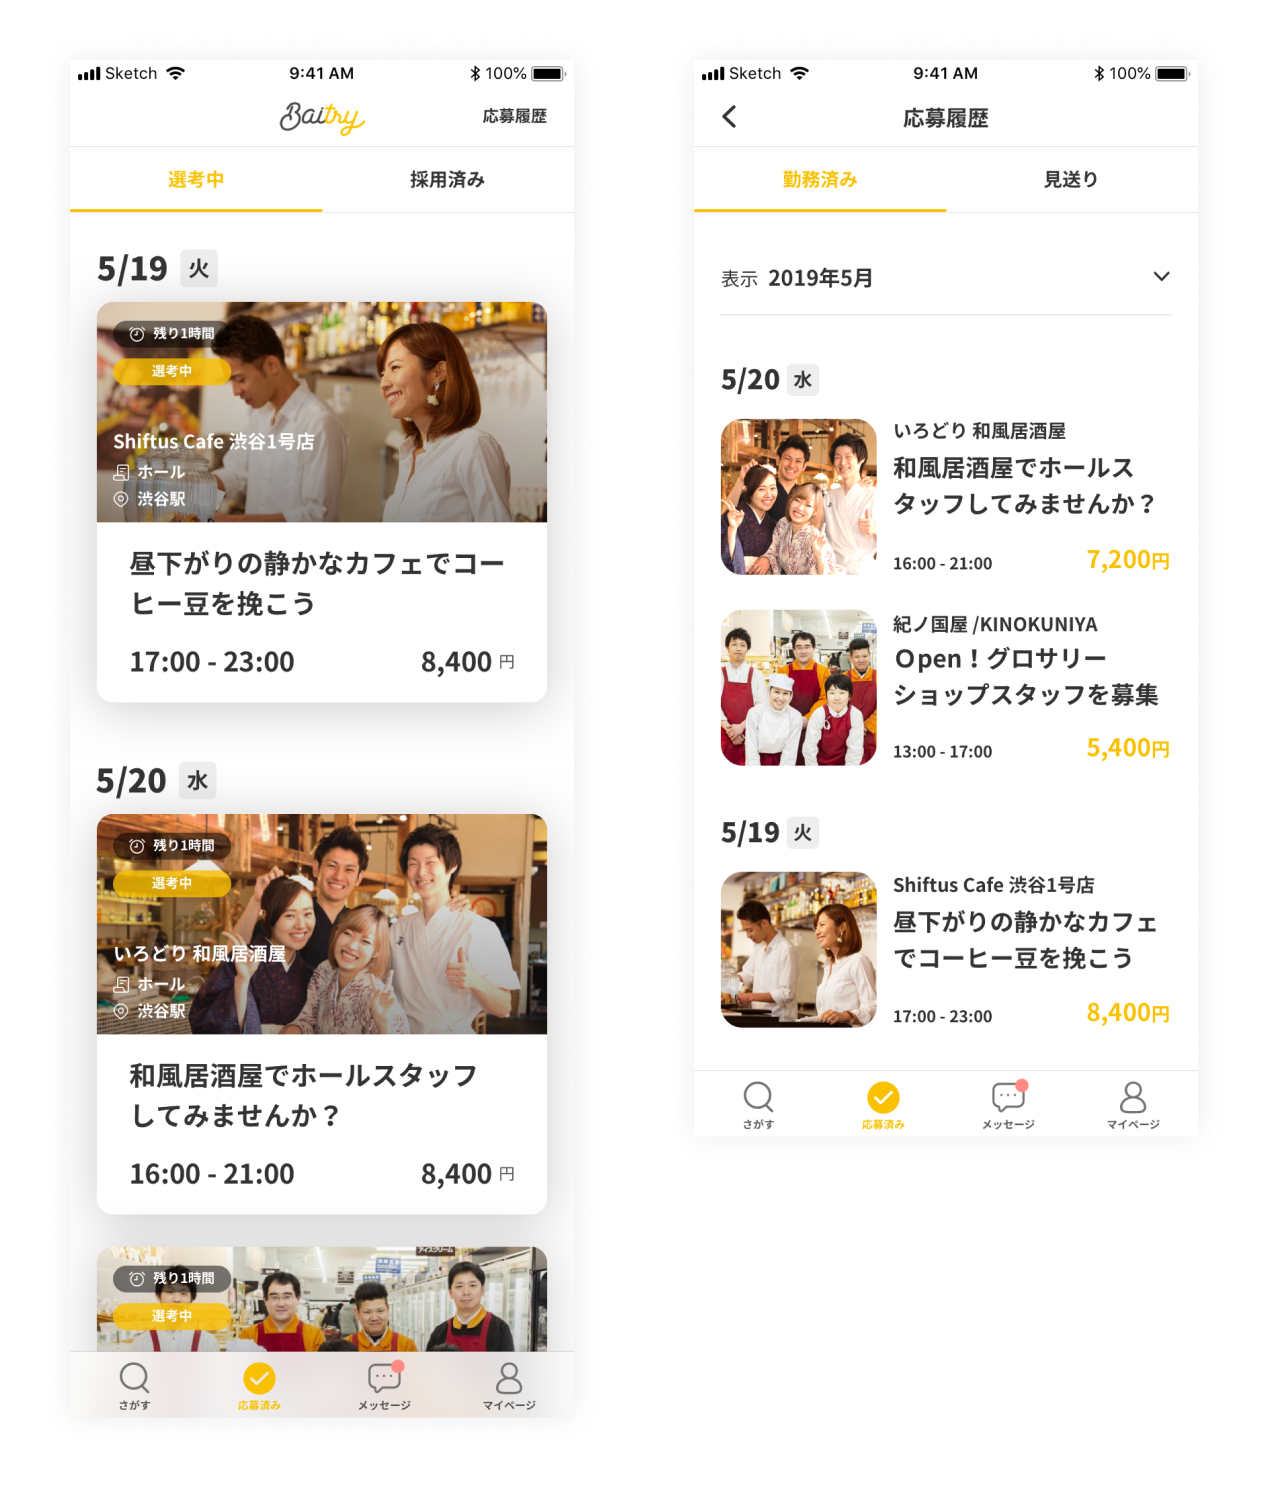 Sketch 9:41 AM 100%
Baitry 応募履歴
選考中 採用済み
5/19 火
残り1時間
選考中
Shiftus Cafe 渋谷1号店
ホール
渋谷駅
昼下がりの静かなカフェでコー
ヒー豆を挽こう
17:00 - 23:00 8,400 円
5/20 水
残り1時間
選考中
いろどり 和風居酒屋
ホール
渋谷駅
和風居酒屋でホールスタッフ
してみませんか？
16:00 - 21:00 8,400 円
アイスクリーム
残り1時間
選考中
さがす 応募済み メッセージ マイページ
Sketch 9:41 AM 100%
応募履歴
勤務済み 見送り
表示 2019年5月
5/20 水
いろどり 和風居酒屋
和風居酒屋でホールス
タッフしてみませんか？
16:00 - 21:00 7,200円
紀ノ国屋 /KINOKUNIYA
Open！グロサリー
ショップスタッフを募集
13:00 - 17:00 5,400円
5/19 火
Shiftus Cafe 渋谷1号店
昼下がりの静かなカフェ
でコーヒー豆を挽こう
17:00 - 23:00 8,400円
さがす 応募済み メッセージ マイページ